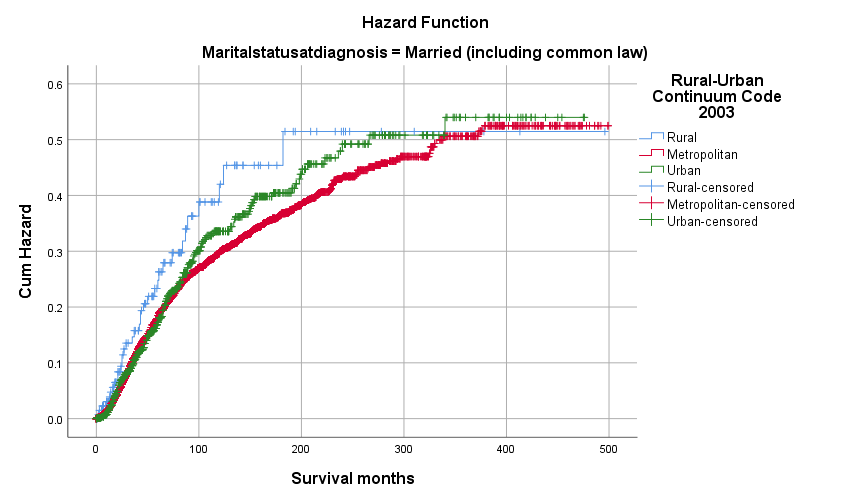 Hazard Function
Maritalstatusatdiagnosis = Married (including common law)
0.6
0.5
0.4
0.3
0.2
0.1
0.0
Cum Hazard
0
100
200
300
400
500
Survival months
Rural-Urban
Continuum Code
2003
Rural
Metropolitan
Urban
Rural-censored
Metropolitan-censored
Urban-censored